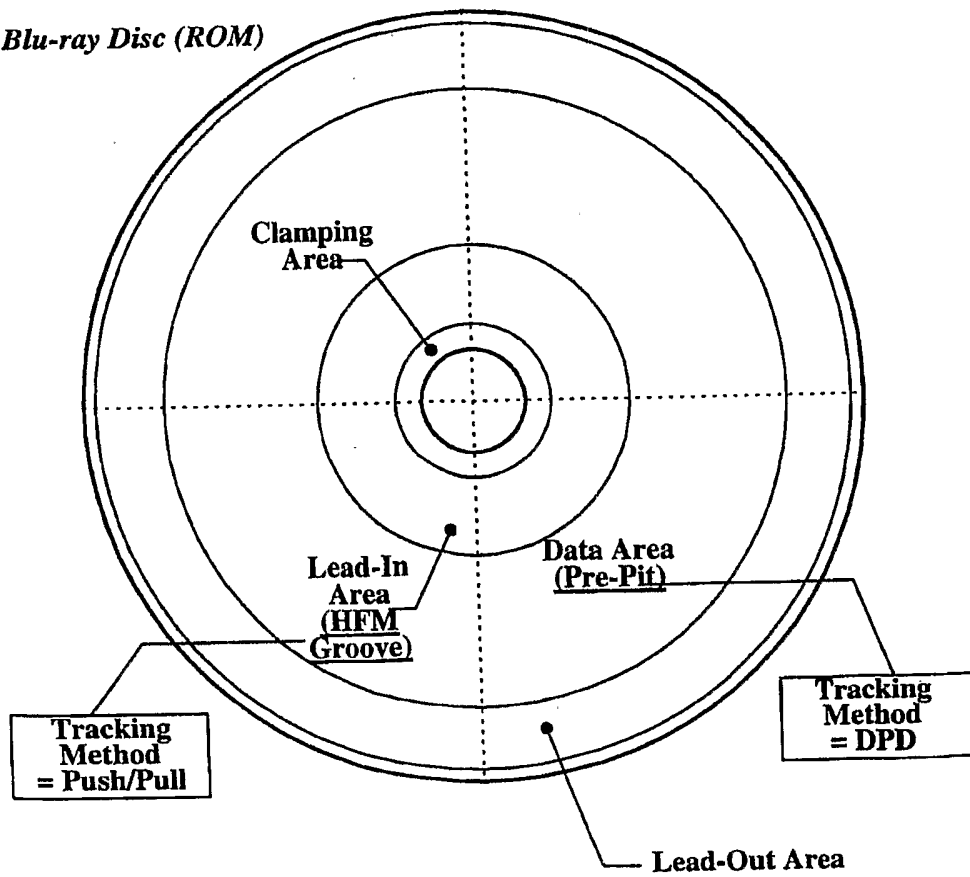 Blu-ray Disc (ROM)
Clamping
Area
Lead-In
Area
(HFM
Groove)
Data Area
(Pre-Pit)
Tracking
Method
= Push/Pull
Tracking
Method
= DPD
Lead-Out Area